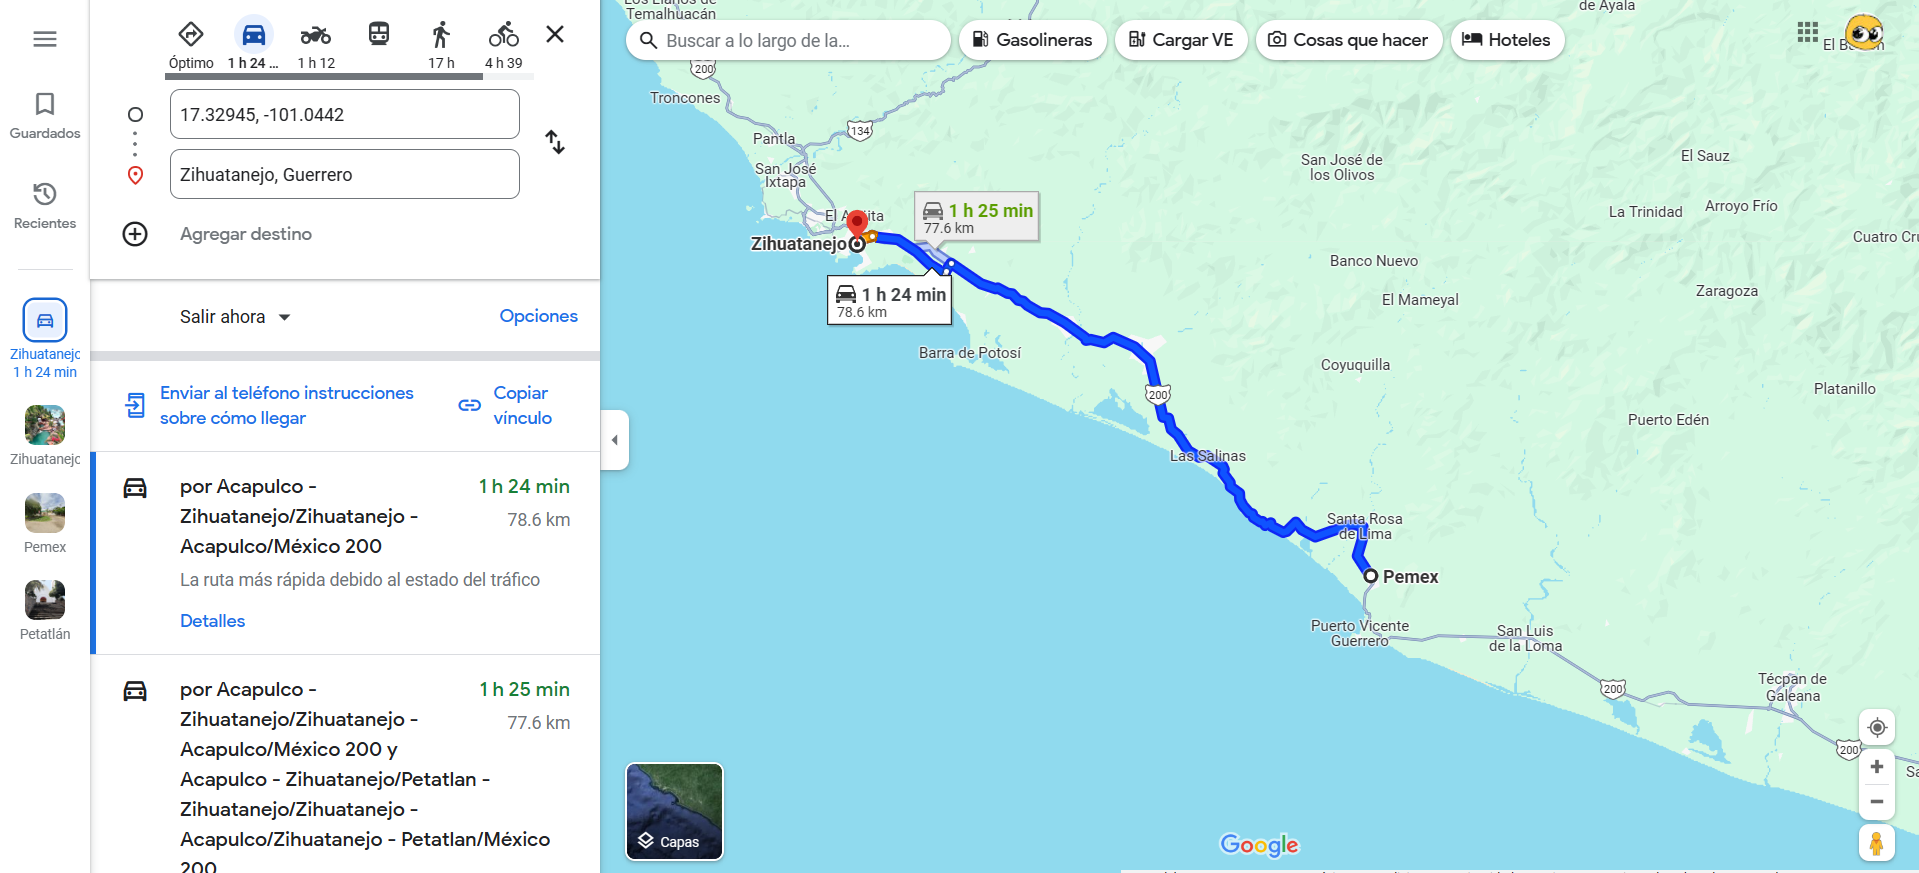 Guardados
Recientes
Zihuatanejo
1 h 24 min
Zihuatanejo
Pemex
Petatlán
Óptimo
1 h 24 ...
1 h 12
17 h
4 h 39
17.32945, -101.0442
Zihuatanejo, Guerrero
Agregar destino
Salir ahora
Opciones
Enviar al teléfono instrucciones
sobre cómo llegar
Copiar
vínculo
por Acapulco -
Zihuatanejo/Zihuatanejo -
Acapulco/México 200
1 h 24 min
78.6 km
La ruta más rápida debido al estado del tráfico
Detalles
por Acapulco -
Zihuatanejo/Zihuatanejo -
Acapulco/México 200 y
Acapulco - Zihuatanejo/Petatlan -
Zihuatanejo/Zihuatanejo -
Acapulco/Zihuatanejo - Petatlan/México
200
1 h 25 min
77.6 km
Buscar a lo largo de la...
Gasolineras
Cargar VE
Cosas que hacer
Hoteles
Los Llanos de
Temalhuacán
de Ayala
200
Troncones
134
Pantla
San José
Ixtapa
San José de
los Olivos
El Sauz
La Trinidad
Arroyo Frío
Zihuatanejo
1 h 25 min
77.6 km
1 h 24 min
78.6 km
Banco Nuevo
El Mameyal
Zaragoza
Barra de Potosí
Coyuquilla
Platanillo
200
Puerto Edén
Las Salinas
Santa Rosa
de Lima
Pemex
Puerto Vicente
Guerrero
San Luis
de la Loma
Técpan de
Galeana
200
200
Capas
Google